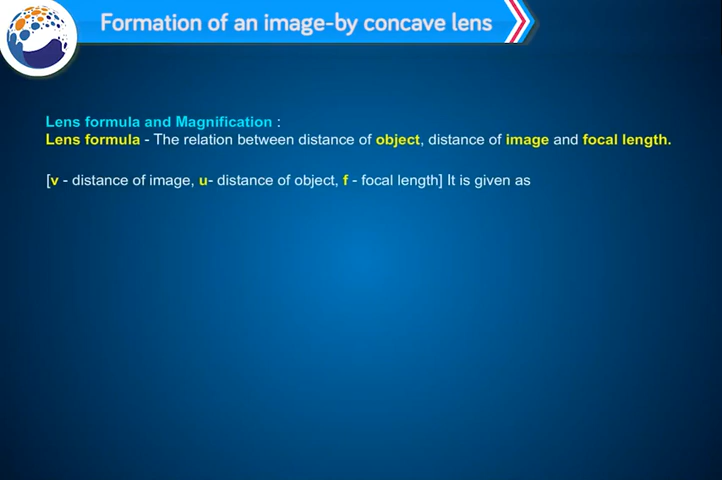 Formation of an image-by concave lens
Lens formula and Magnification :
Lens formula - The relation between distance of object, distance of image and focal length.
[v - distance of image, u- distance of object, f - focal length] It is given as